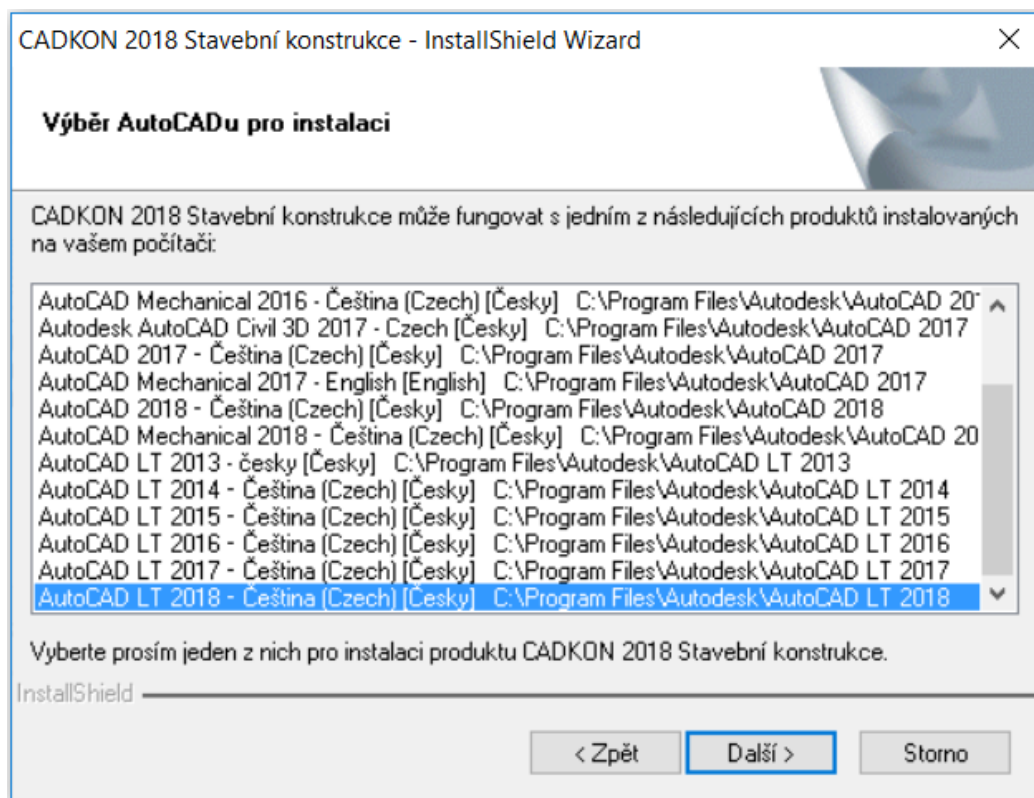 CADKON 2018 Stavební konstrukce - InstallShield Wizard
Výběr AutoCADu pro instalaci
CADKON 2018 Stavební konstrukce může fungovat s jedním z následujících produktů instalovaných
na vašem počítači:
AutoCAD Mechanical 2016 - Čeština (Czech) [Česky] C:\Program Files\Autodesk\AutoCAD 20
Autodesk AutoCAD Civil 3D 2017 - Czech [Česky] C:\Program Files\Autodesk\AutoCAD 2017
AutoCAD 2017 - Čeština (Czech) [Česky] C:\Program Files\Autodesk\AutoCAD 2017
AutoCAD Mechanical 2017 - English [English] C:\Program Files\Autodesk\AutoCAD 2017
AutoCAD 2018 - Čeština (Czech) [Česky] C:\Program Files\Autodesk\AutoCAD 2018
AutoCAD Mechanical 2018 - Čeština (Czech) [Česky] C:\Program Files\Autodesk\AutoCAD 20
AutoCAD LT 2013 - česky [Česky] C:\Program Files\Autodesk\AutoCAD LT 2013
AutoCAD LT 2014 - Čeština (Czech) [Česky] C:\Program Files\Autodesk\AutoCAD LT 2014
AutoCAD LT 2015 - Čeština (Czech) [Česky] C:\Program Files\Autodesk\AutoCAD LT 2015
AutoCAD LT 2016 - Čeština (Czech) [Česky] C:\Program Files\Autodesk\AutoCAD LT 2016
AutoCAD LT 2017 - Čeština (Czech) [Česky] C:\Program Files\Autodesk\AutoCAD LT 2017
AutoCAD LT 2018 - Čeština (Czech) [Česky] C:\Program Files\Autodesk\AutoCAD LT 2018
Vyberte prosím jeden z nich pro instalaci produktu CADKON 2018 Stavební konstrukce.
InstallShield
< Zpět Další > Storno